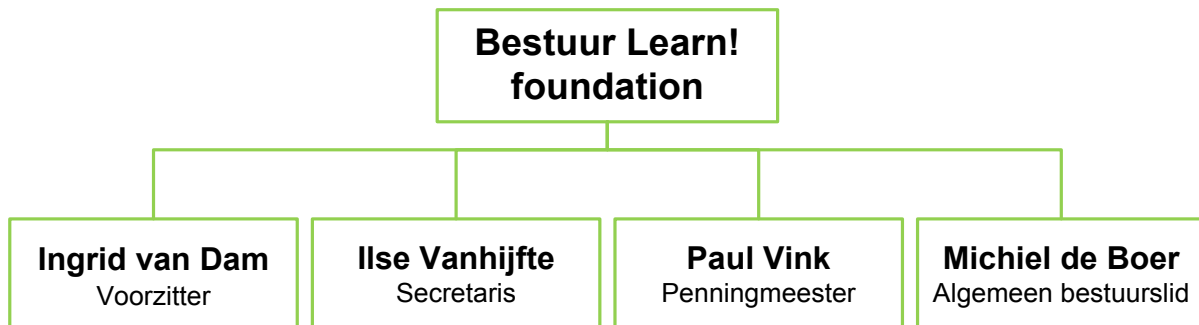 Bestuur Learn!
foundation
Ingrid van Dam
Voorzitter
Ilse Vanhijfte
Secretaris
Paul Vink
Penningmeester
Michiel de Boer
Algemeen bestuurslid